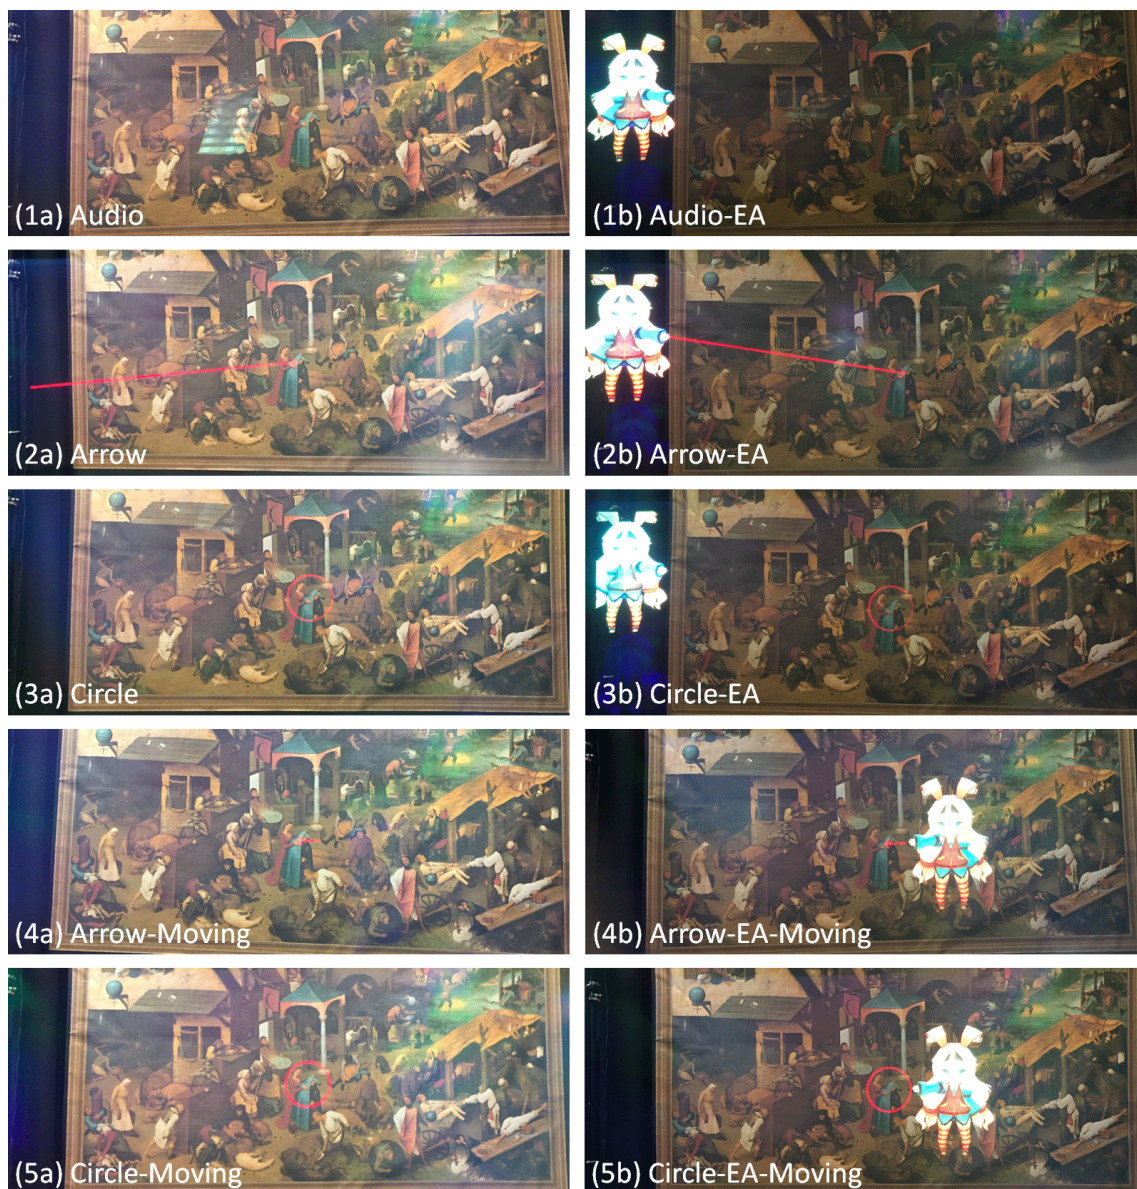 (1a) Audio
(1b) Audio-EA
(2a) Arrow
(2b) Arrow-EA
(3a) Circle
(3b) Circle-EA
(4a) Arrow-Moving
(4b) Arrow-EA-Moving
(5a) Circle-Moving
(5b) Circle-EA-Moving